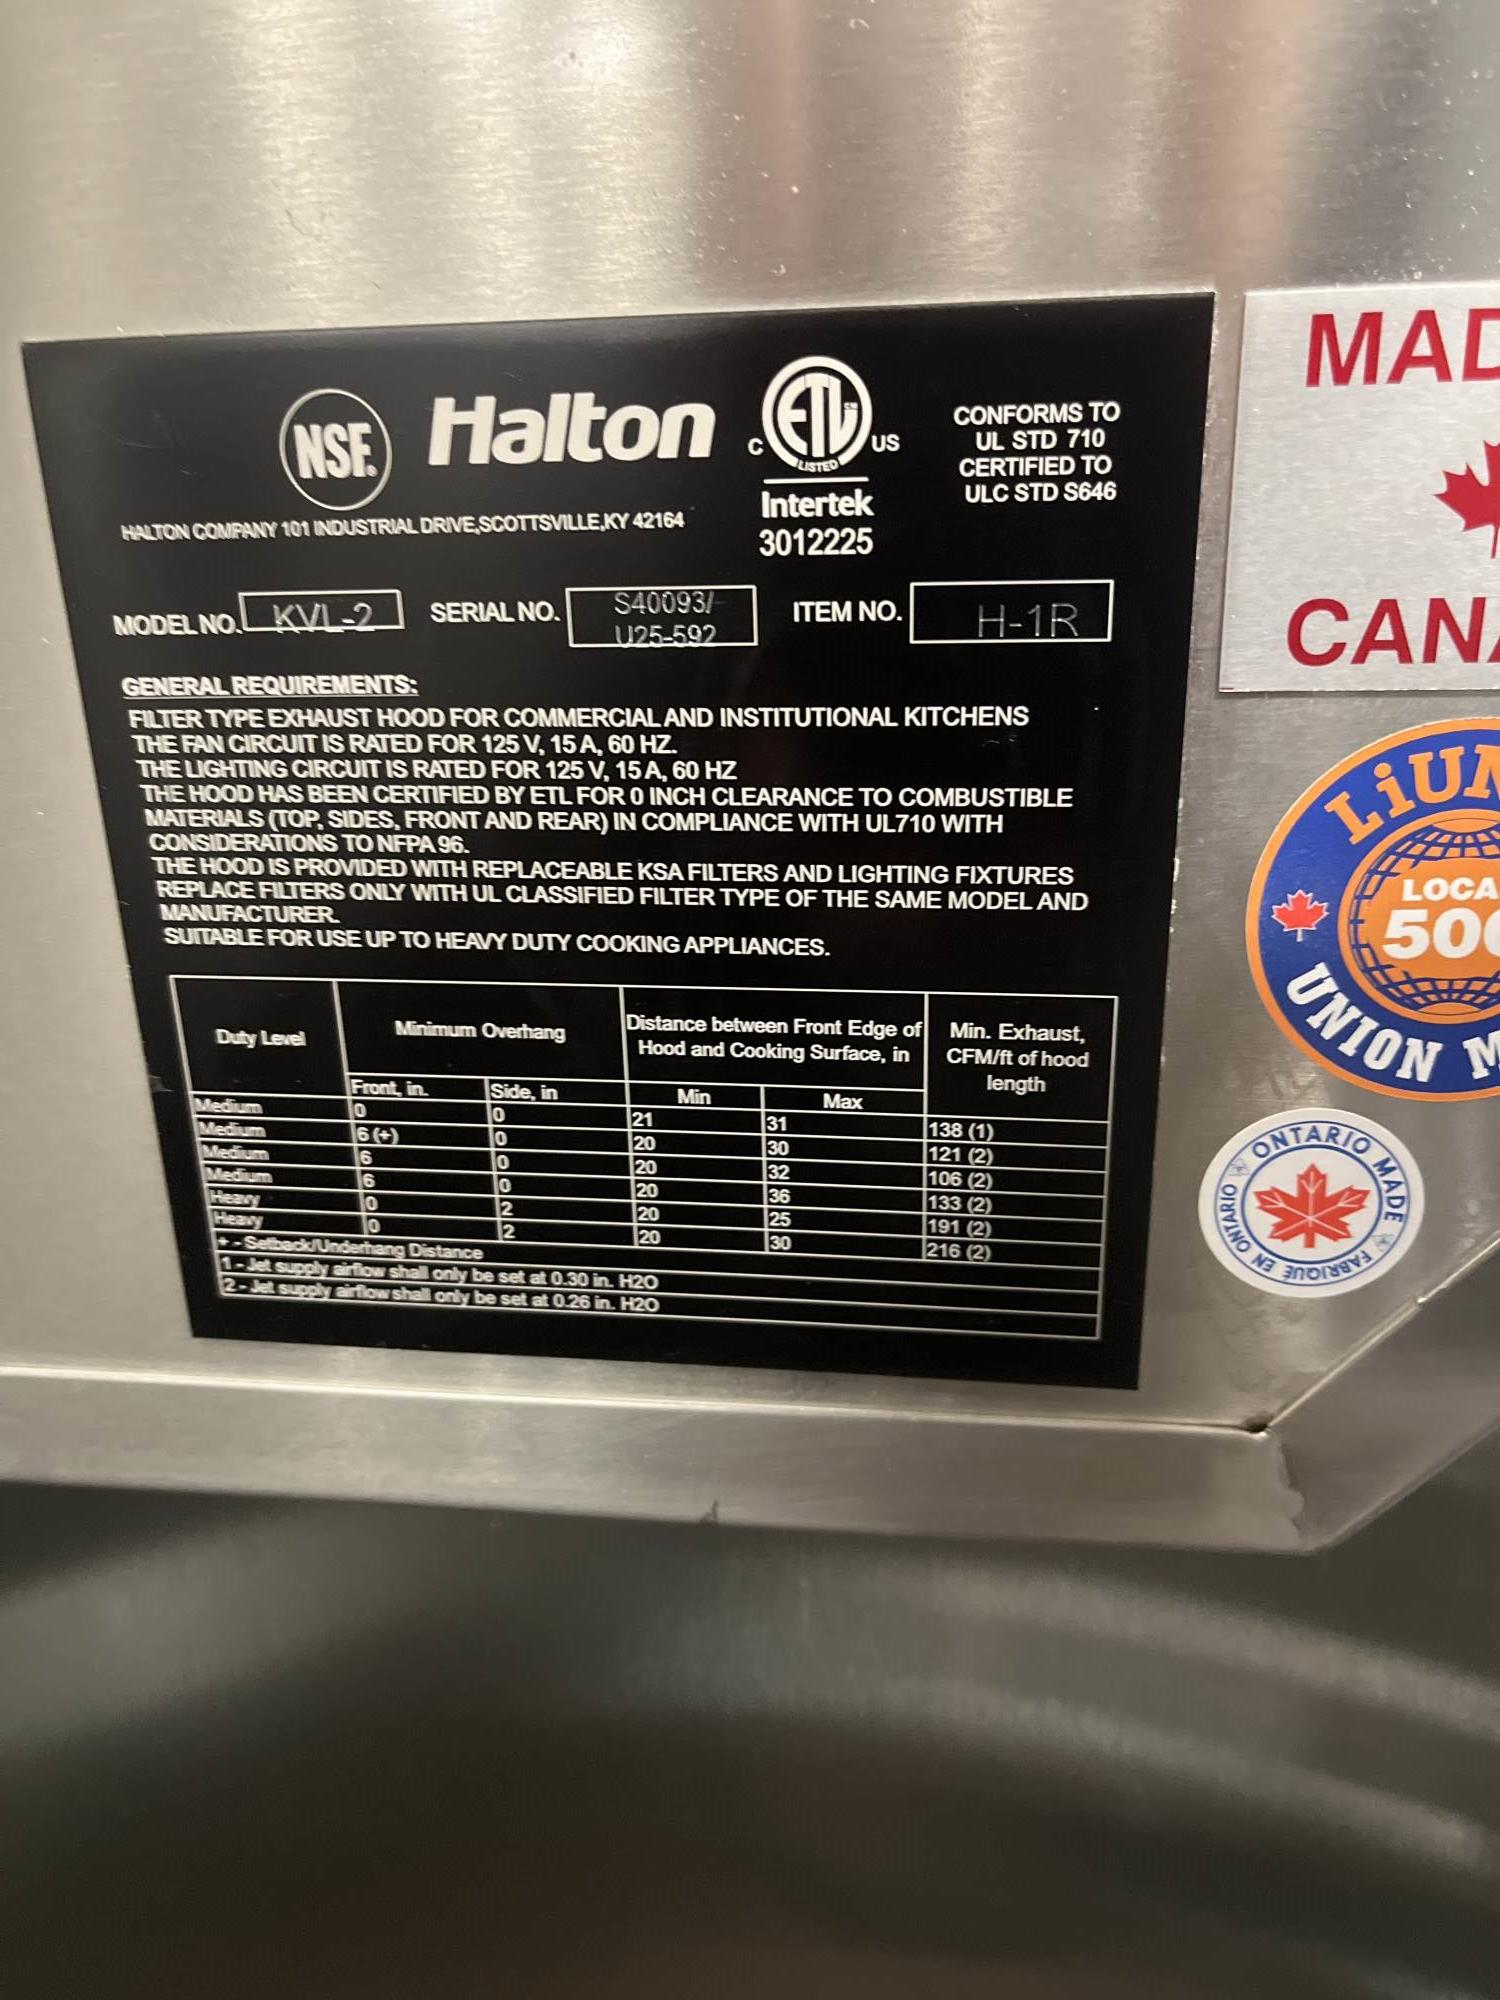 NSF.
Halton
C
ETL
CM
LISTED
US
Intertek
3012225
CONFORMS TO
UL STD 710
CERTIFIED TO
ULC STD S646
HALTON COMPANY 101 INDUSTRIAL DRIVE,SCOTTSVILLE,KY 42164
MODEL NO. KVL-2
SERIAL NO. S40093/
U25-592
ITEM NO. H-1R
GENERAL REQUIREMENTS:
FILTER TYPE EXHAUST HOOD FOR COMMERCIAL AND INSTITUTIONAL KITCHENS
THE FAN CIRCUIT IS RATED FOR 125 V, 15 A, 60 HZ.
THE LIGHTING CIRCUIT IS RATED FOR 125 V, 15 A, 60 HZ
THE HOOD HAS BEEN CERTIFIED BY ETL FOR 0 INCH CLEARANCE TO COMBUSTIBLE
MATERIALS (TOP, SIDES, FRONT AND REAR) IN COMPLIANCE WITH UL710 WITH
CONSIDERATIONS TO NFPA 96.
THE HOOD IS PROVIDED WITH REPLACEABLE KSA FILTERS AND LIGHTING FIXTURES
REPLACE FILTERS ONLY WITH UL CLASSIFIED FILTER TYPE OF THE SAME MODEL AND
MANUFACTURER.
SUITABLE FOR USE UP TO HEAVY DUTY COOKING APPLIANCES.
Duty Level
Minimum Overhang
Distance between Front Edge of
Hood and Cooking Surface, in
Min. Exhaust,
CFM/ft of hood
length
Front, in. Side, in Min Max
Medium 0 0 21 31 138 (1)
Medium 6 (+) 0 20 30 121 (2)
Medium 6 0 20 32 106 (2)
Medium 6 0 20 36 133 (2)
Heavy 0 2 20 25 191 (2)
Heavy 0 2 20 30 216 (2)
+ - Setback/Underhang Distance
1 - Jet supply airflow shall only be set at 0.30 in. H2O
2 - Jet supply airflow shall only be set at 0.26 in. H2O
MAD
CANA
LiUN
LOCA
500
UNION M
ONTARIO MADE
FABRIQUÉ EN ONTARIO